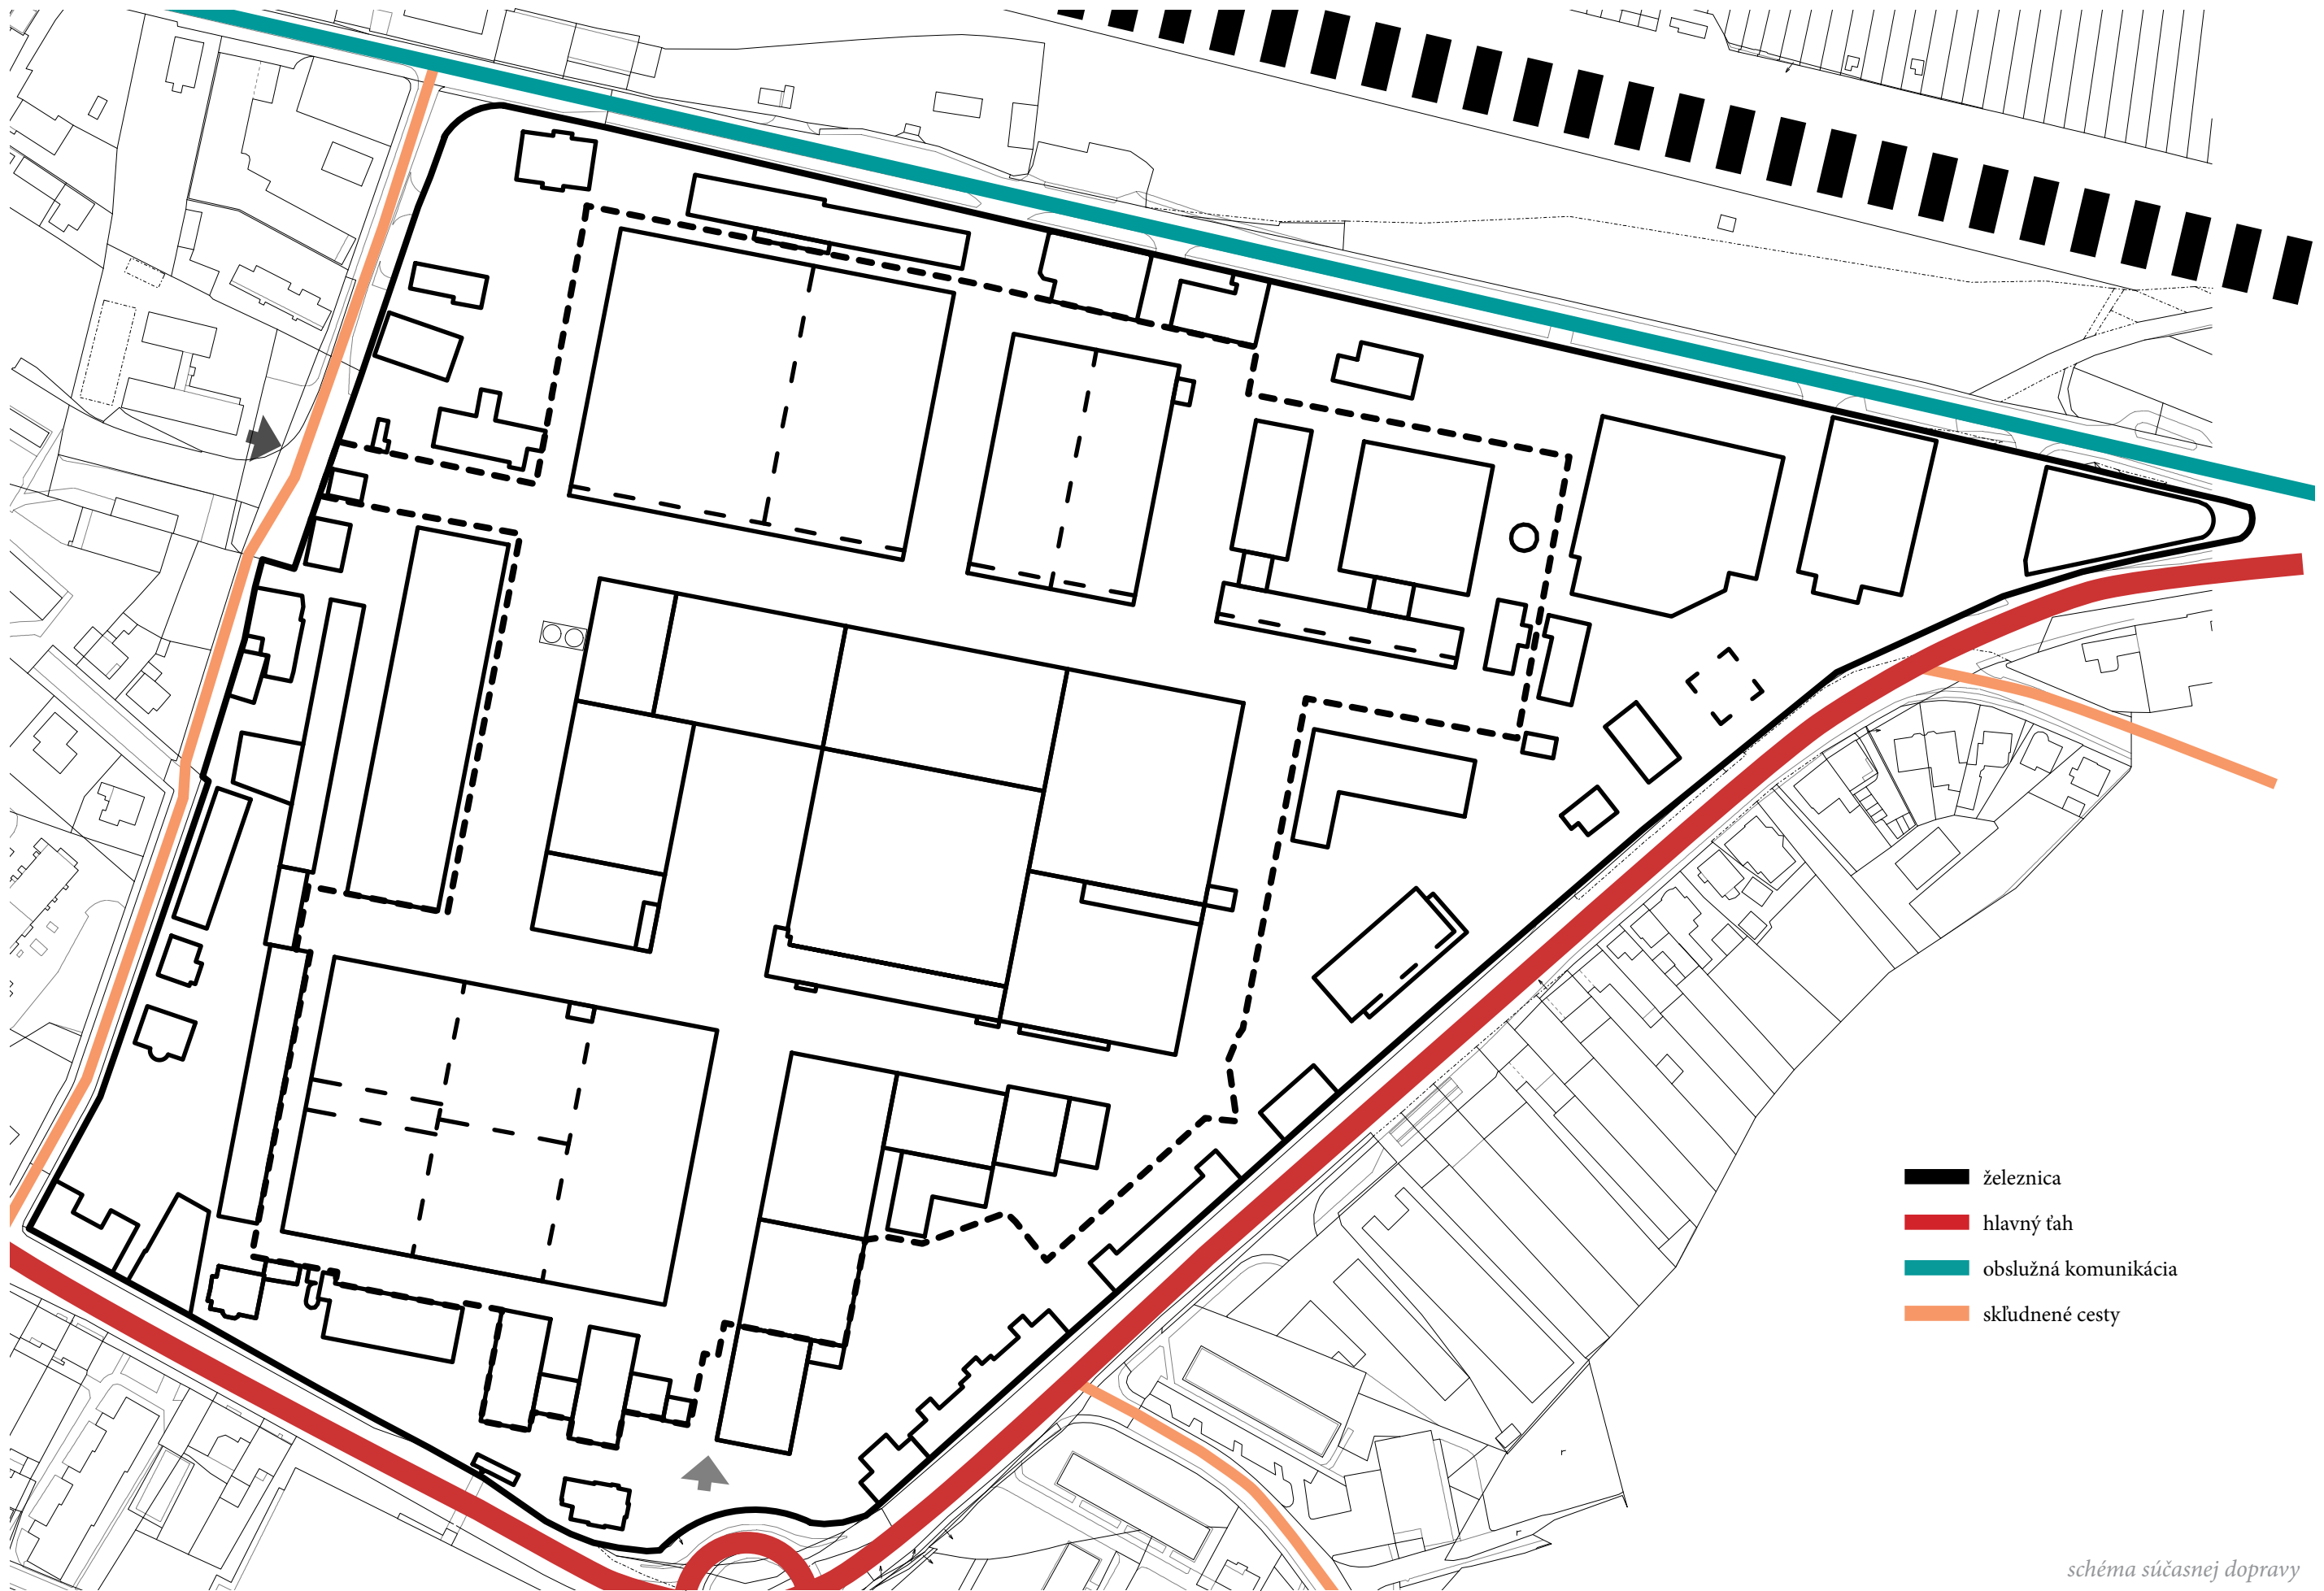 železnica
hlavný ťah
obslužná komunikácia
skľudnené cesty
schéma súčasnej dopravy